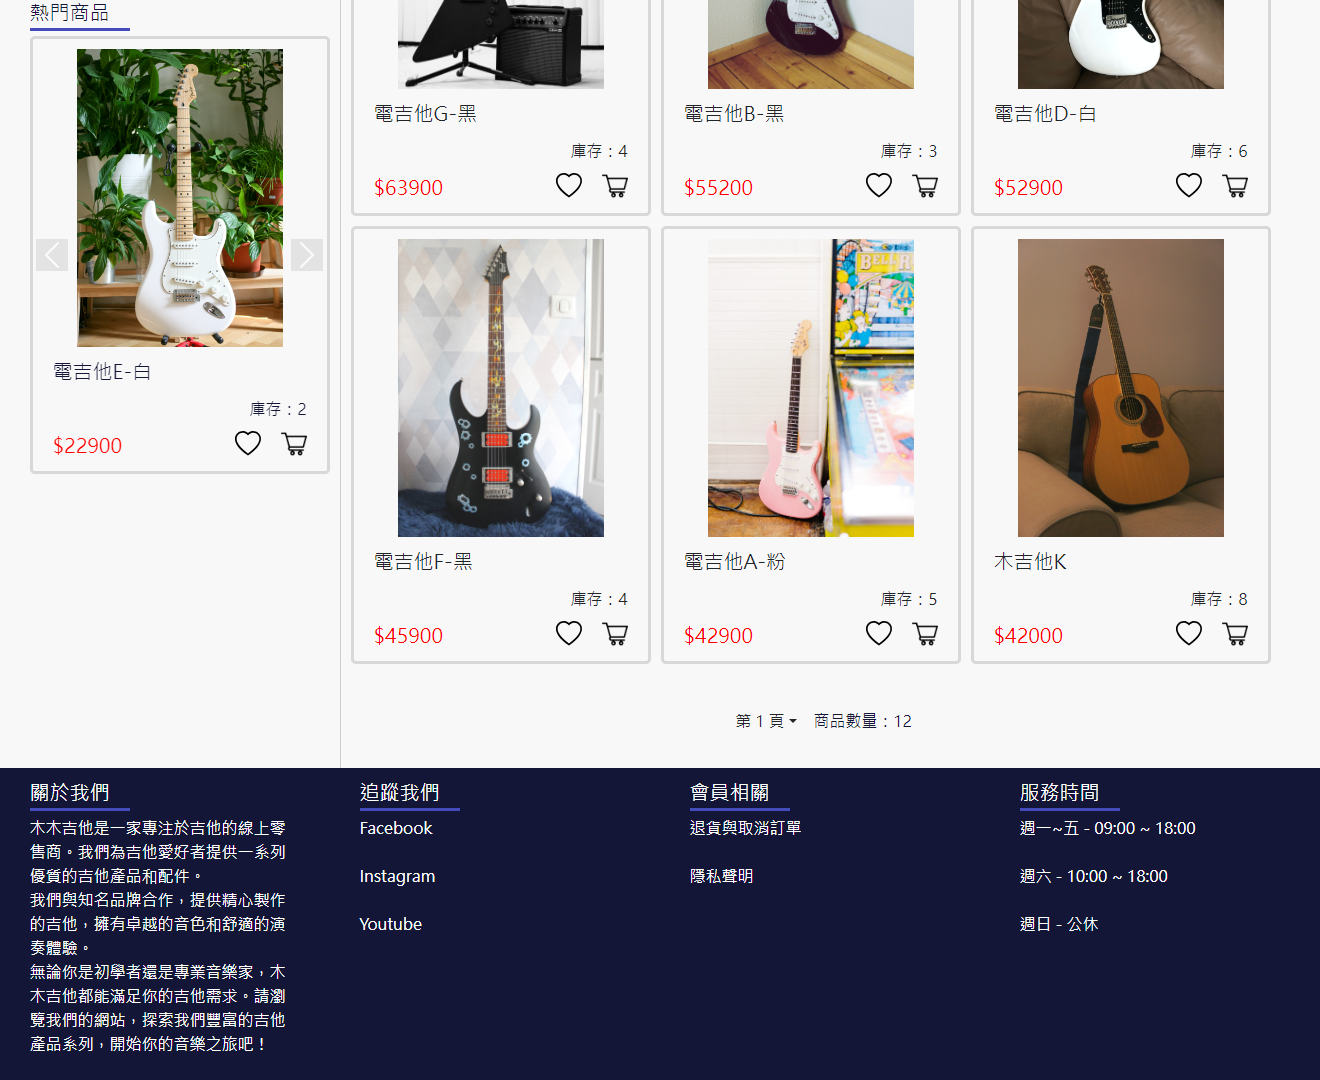 熱門商品
電吉他E-白
庫存：2
$22900
電吉他G-黑
庫存：4
$63900
電吉他B-黑
庫存：3
$55200
電吉他D-白
庫存：6
$52900
BELL R
電吉他F-黑
庫存：4
$45900
電吉他A-粉
庫存：5
$42900
木吉他K
庫存：8
$42000
第 1 頁
商品數量：12
關於我們
木木吉他是一家專注於吉他的線上零
售商。我們為吉他愛好者提供一系列
優質的吉他產品和配件。
我們與知名品牌合作，提供精心製作
的吉他，擁有卓越的音色和舒適的演
奏體驗。
無論你是初學者還是專業音樂家，木
木吉他都能滿足你的吉他需求。請瀏
覽我們的網站，探索我們豐富的吉他
產品系列，開始你的音樂之旅吧！
追蹤我們
Facebook
Instagram
Youtube
會員相關
退貨與取消訂單
隱私聲明
服務時間
週一~五 - 09:00 ~ 18:00
週六 - 10:00 ~ 18:00
週日 - 公休